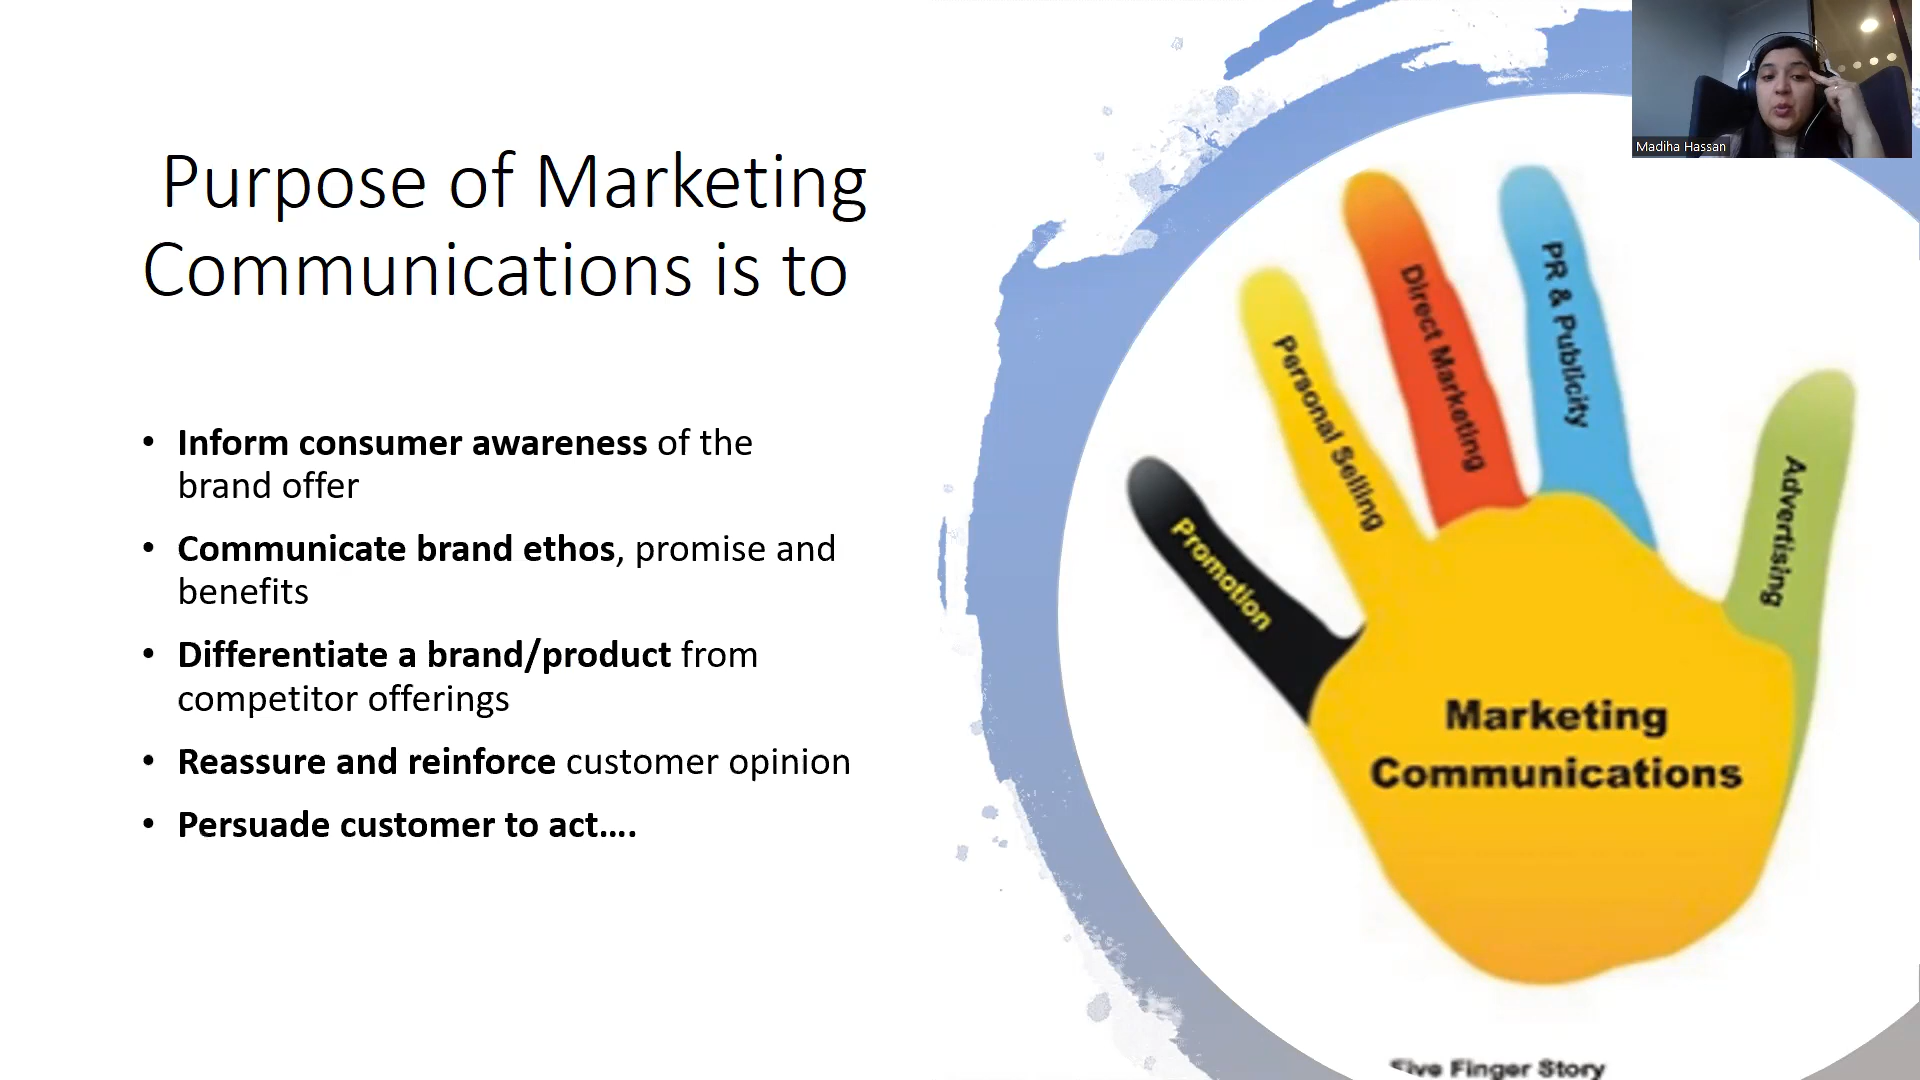 Purpose of Marketing
Communications is to
• Inform consumer awareness of the
brand offer
• Communicate brand ethos, promise and
benefits
• Differentiate a brand/product from
competitor offerings
• Reassure and reinforce customer opinion
• Persuade customer to act....
Madiha Hassan
Promotion
Personal Selling
Direct Marketing
PR & Publicity
Advertising
Marketing
Communications
Five Finger Story